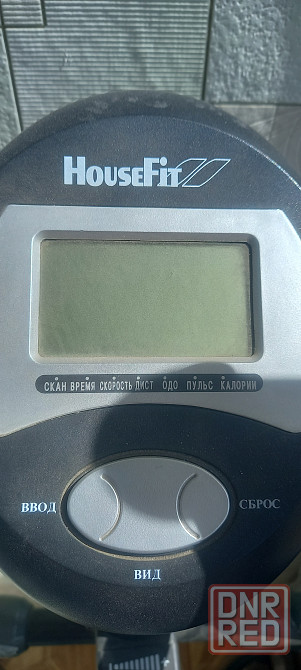 HOUSEFIT
СКАН ВРЕМЯ СКОРОСТЬ ДИСТ ОДО ПУЛЬС КАЛОРИИ
ВВОД
СБРОС
ВИД
DNR
RED